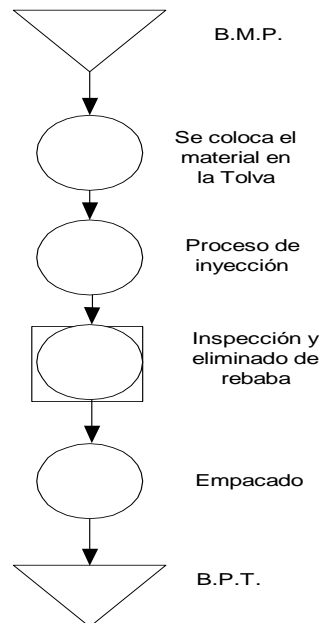 B.M.P.
Se coloca el
material en
la Tolva
Proceso de
inyección
Inspección y
eliminado de
rebaba
Empacado
B.P.T.